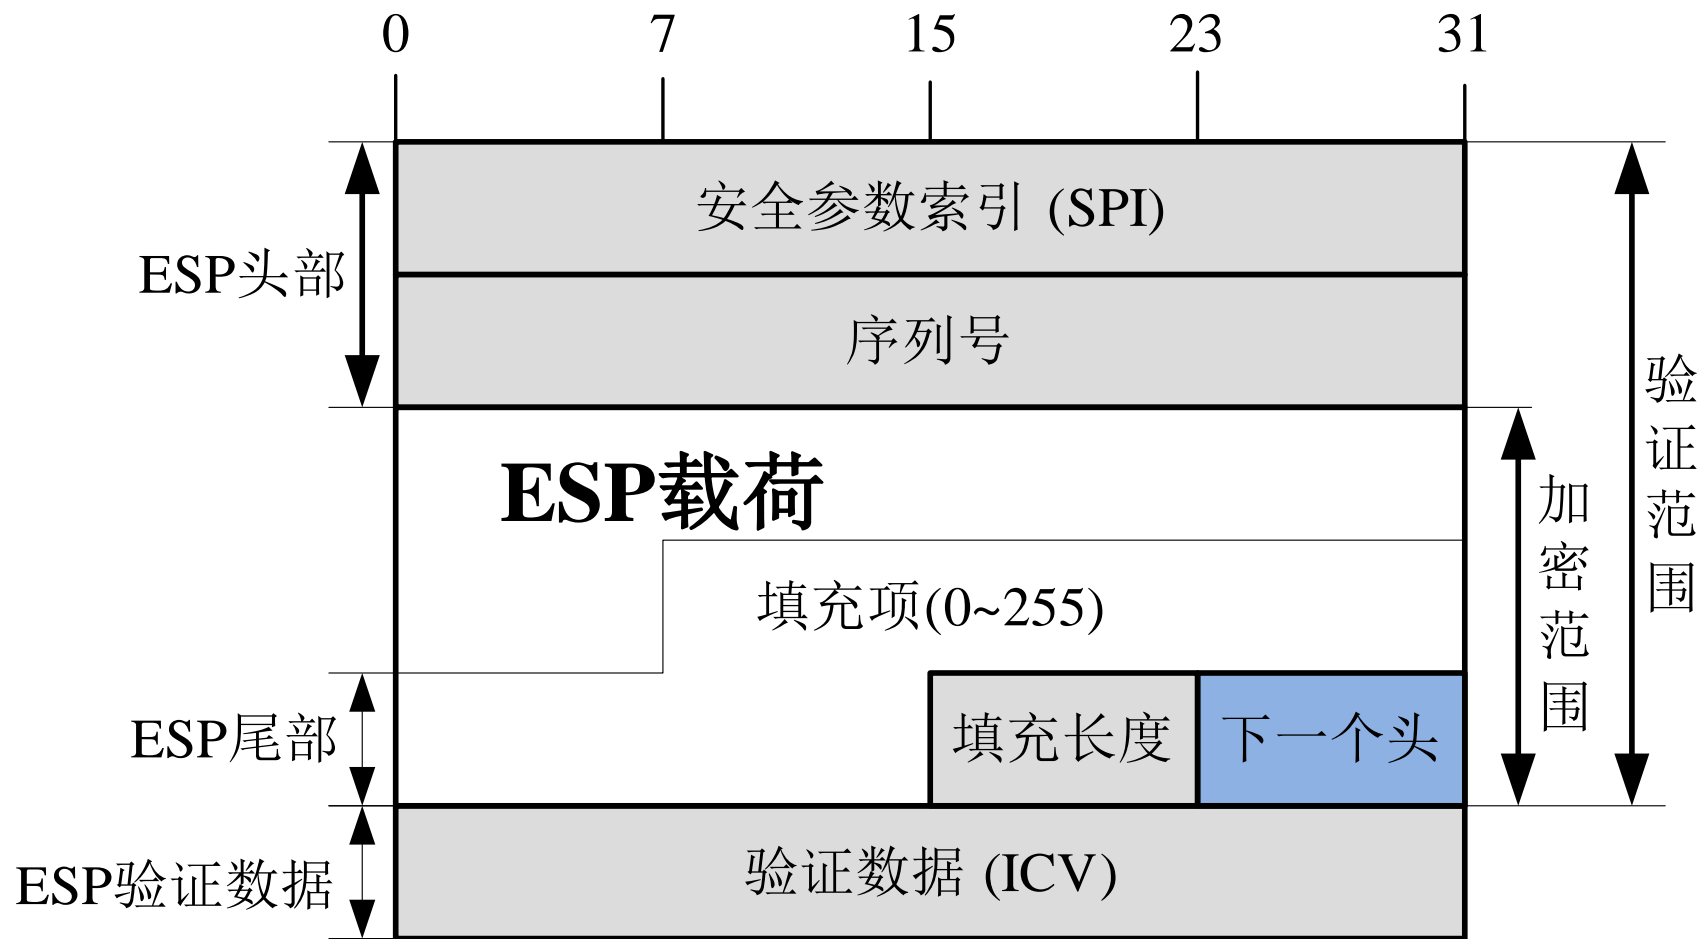 0 7 15 23 31
安全参数索引 (SPI)
ESP头部
序列号
ESP载荷
填充项(0~255)
ESP尾部
填充长度
下一个头
加密范围
验证范围
ESP验证数据
验证数据 (ICV)